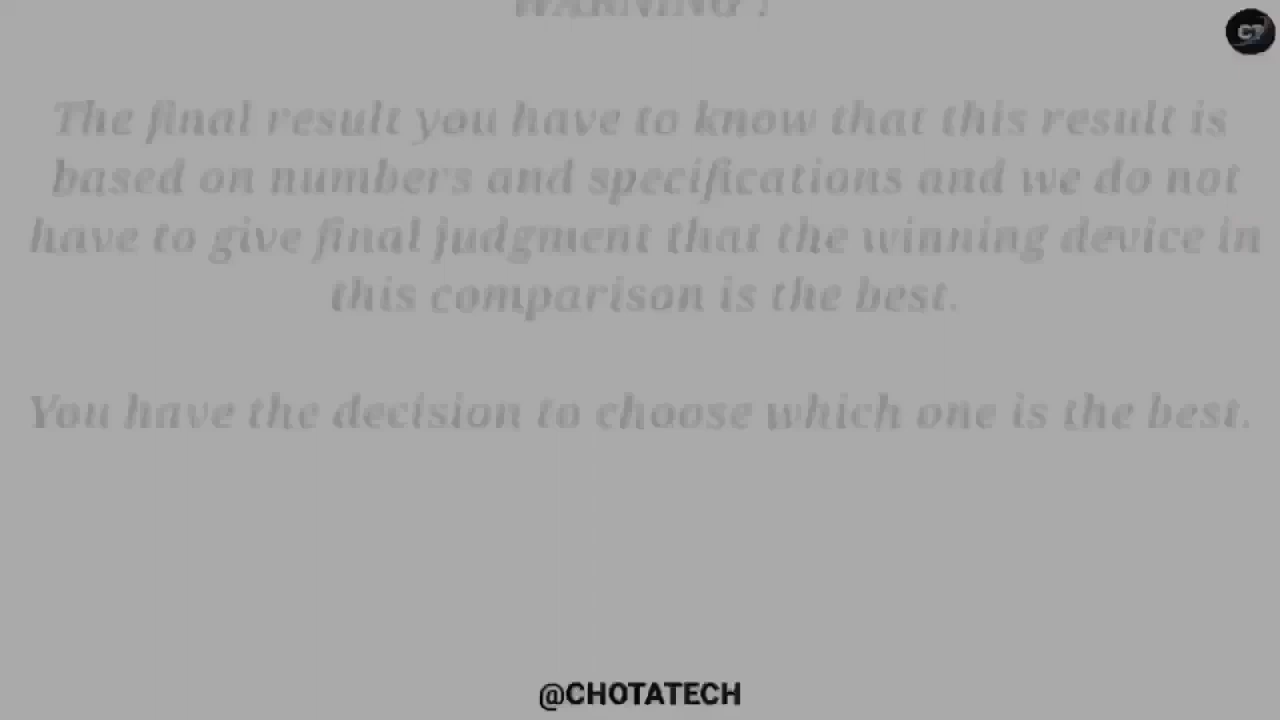 WARNING !
CT
The final result you have to know that this result is
based on numbers and specifications and we do not
have to give final judgment that the winning device in
this comparison is the best.
You have the decision to choose which one is the best.
@CHOTATECH